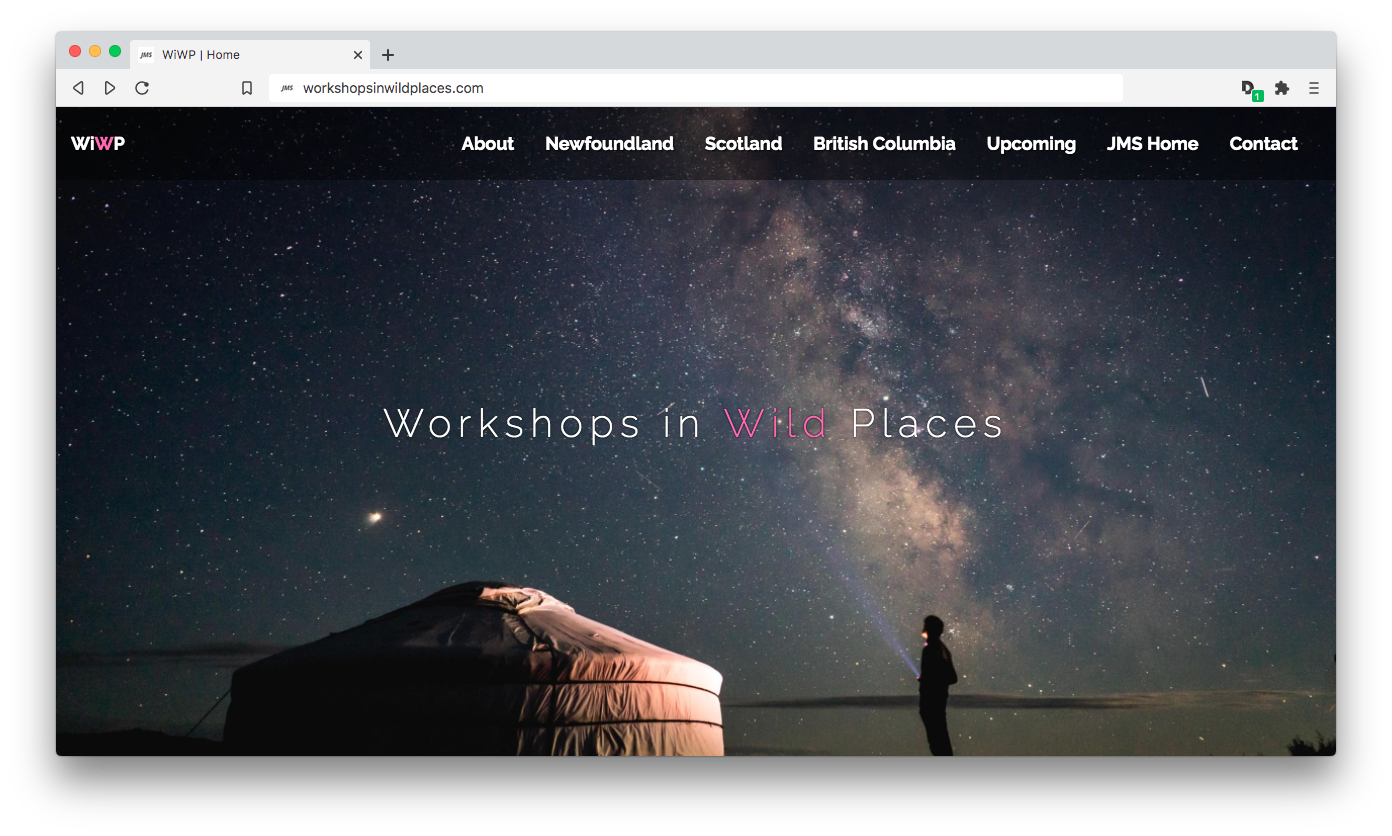 JMS WiWP | Home
JMS workshopsinwildplaces.com
D 1
WiWP
About Newfoundland Scotland British Columbia Upcoming JMS Home Contact
Workshops in Wild Places